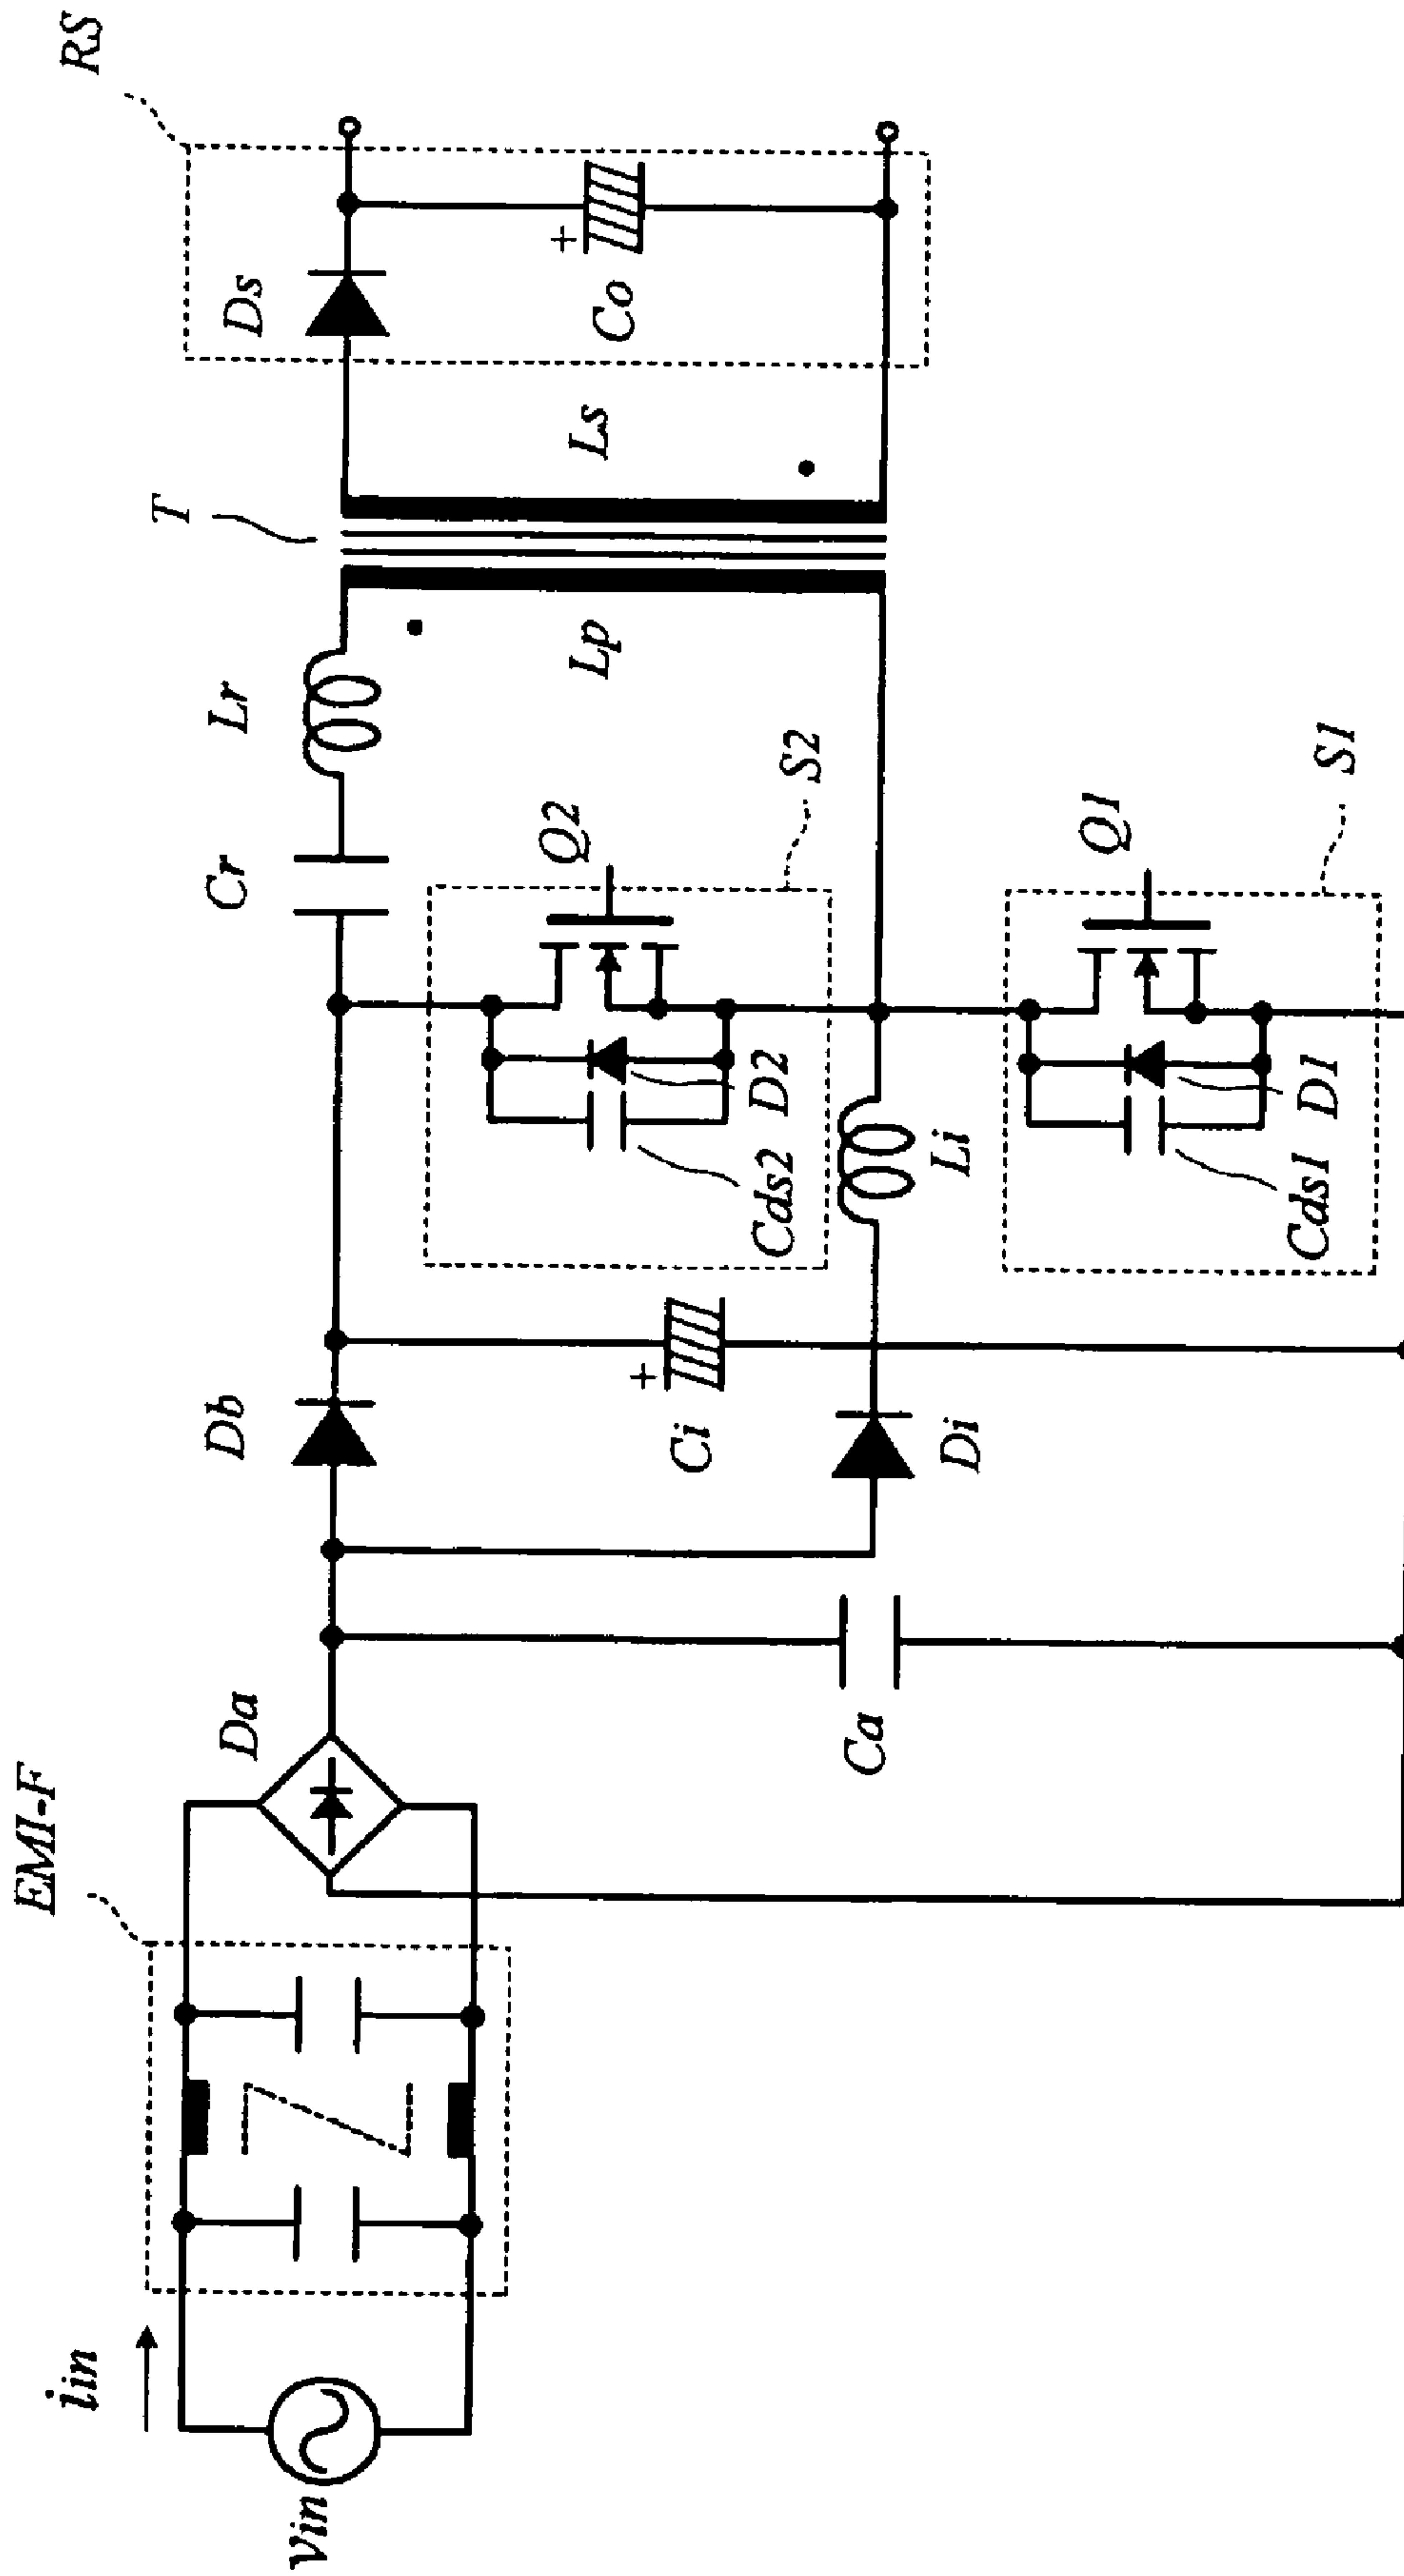 RS
Ds
Co
Ls
T
Lp
Lr
Cr
Q2
S2
D2
Cds2
Q1
S1
D1
Cds1
Li
Db
+
Ci
+
Di
Da
Ca
EMI-F
iin
Vin